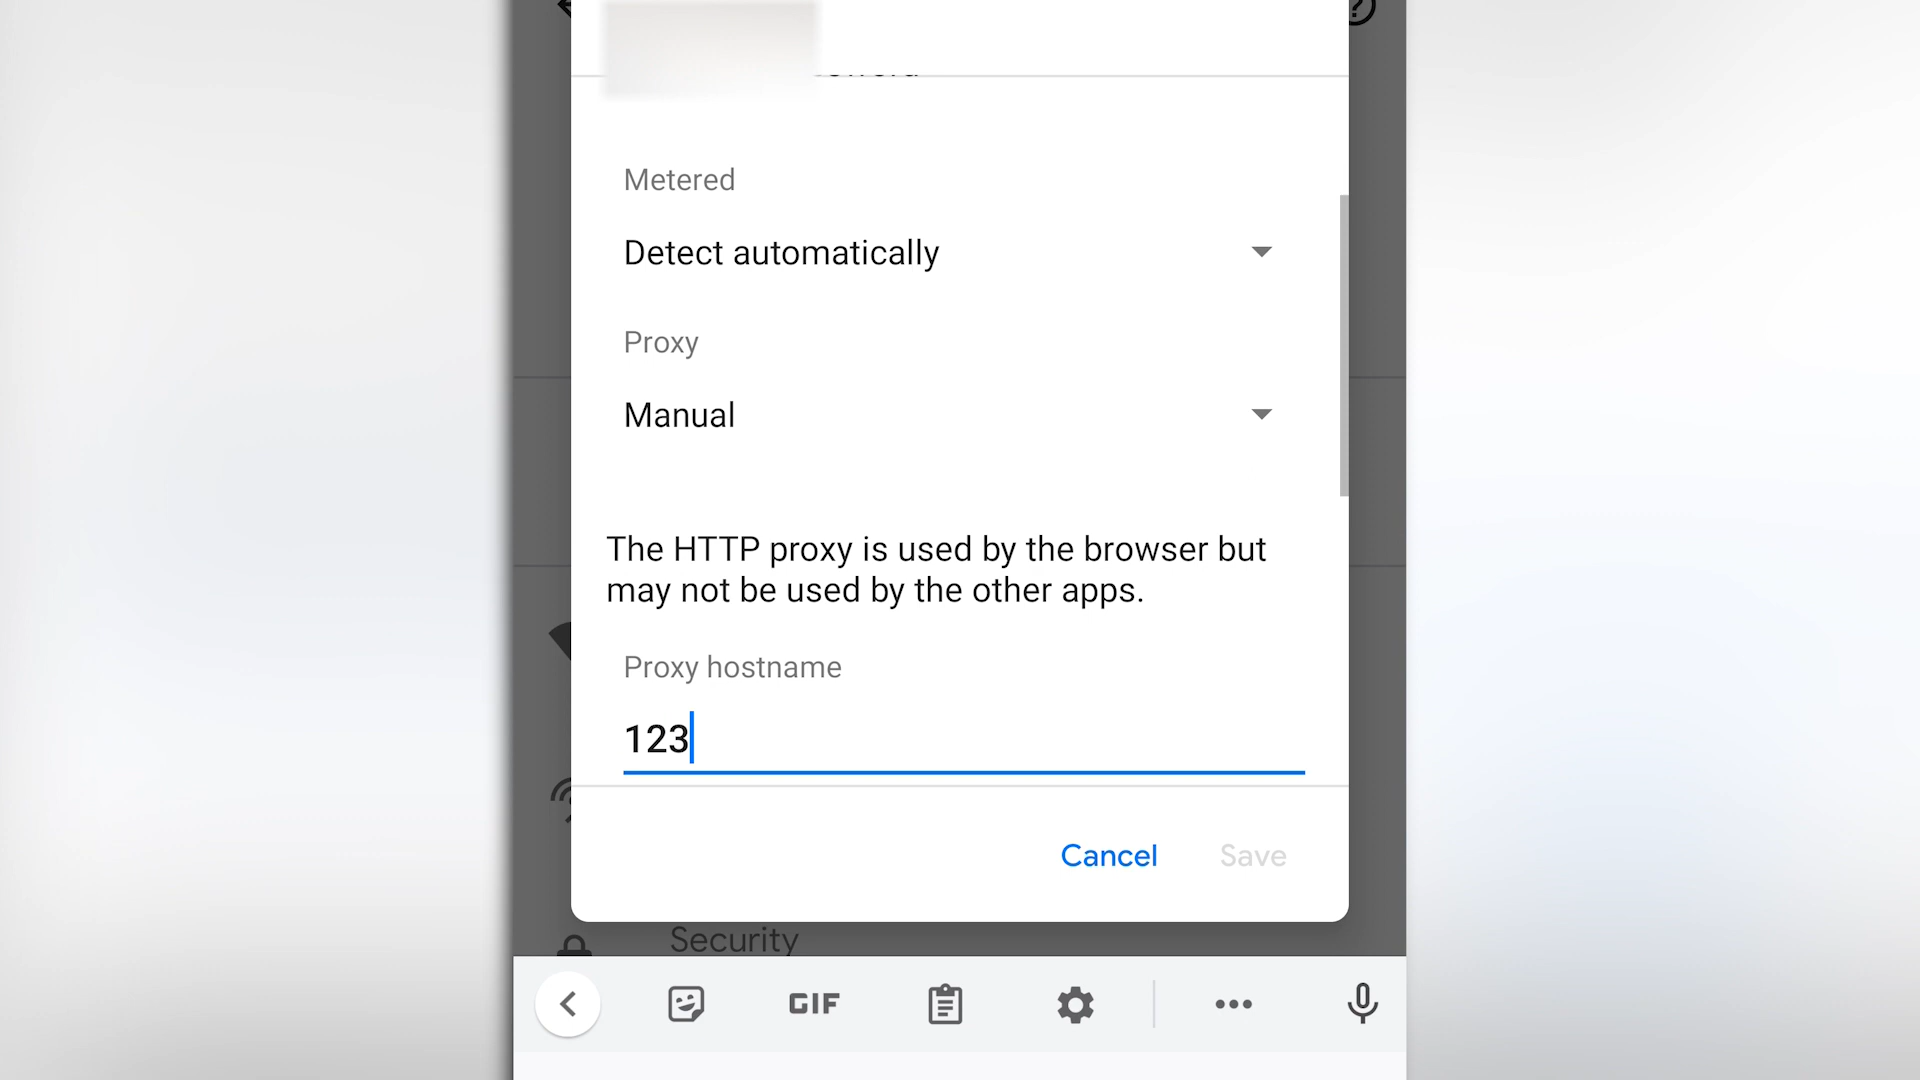 Metered
Detect automatically
Proxy
Manual
The HTTP proxy is used by the browser but
may not be used by the other apps.
Proxy hostname
123
Cancel Save
Security
GIF